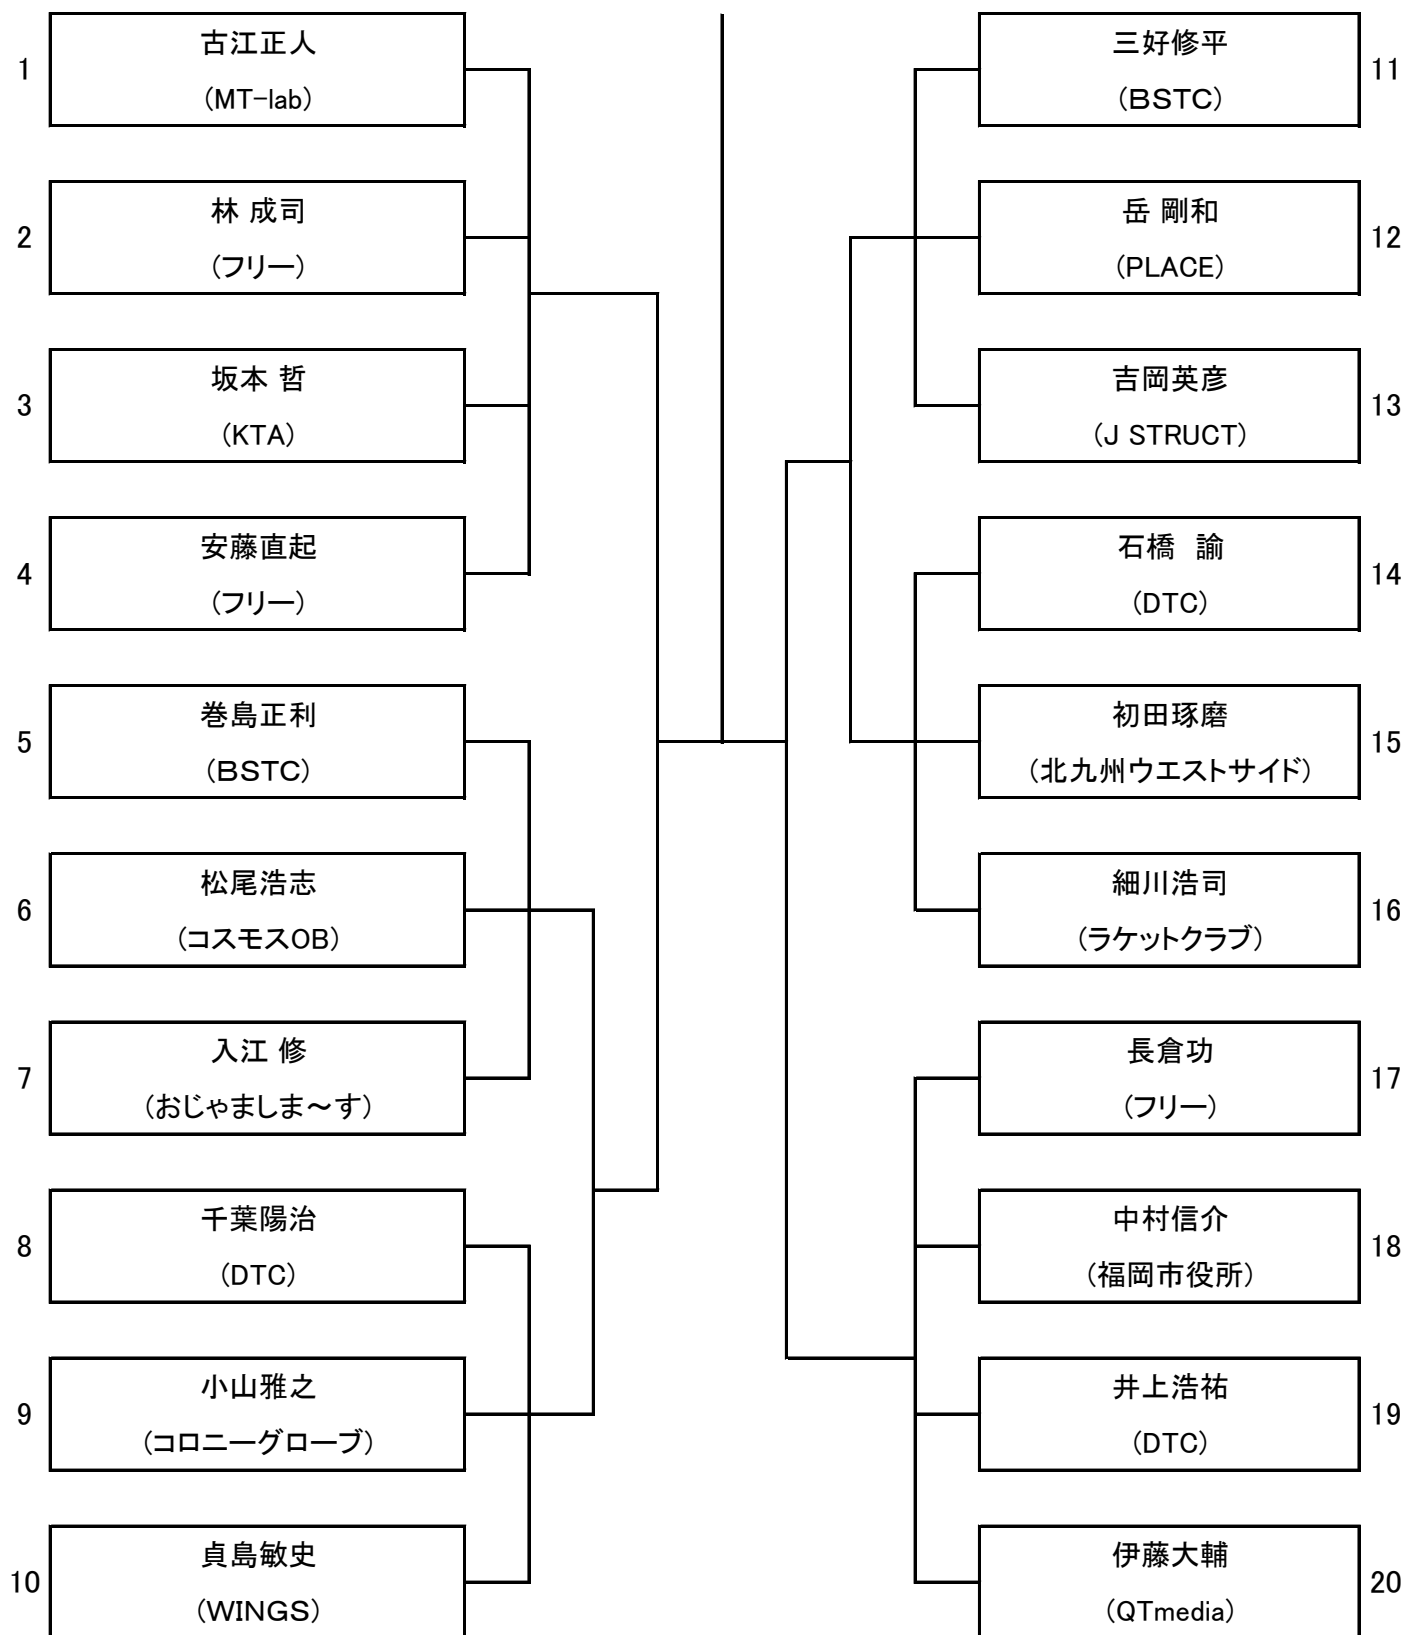 1
古江正人
(MT-lab)
2
林 成司
(フリー)
3
坂本 哲
(KTA)
4
安藤直起
(フリー)
5
巻島正利
(ＢＳＴＣ)
6
松尾浩志
(コスモスOB)
7
入江 修
(おじゃましま～す)
8
千葉陽治
(DTC)
9
小山雅之
(コロニーグローブ)
10
貞島敏史
(WINGS)
三好修平
(ＢＳＴＣ)
11
岳 剛和
(PLACE)
12
吉岡英彦
(J STRUCT)
13
石橋　諭
(DTC)
14
初田琢磨
(北九州ウエストサイド)
15
細川浩司
(ラケットクラブ)
16
長倉功
(フリー)
17
中村信介
(福岡市役所)
18
井上浩祐
(DTC)
19
伊藤大輔
(QTmedia)
20